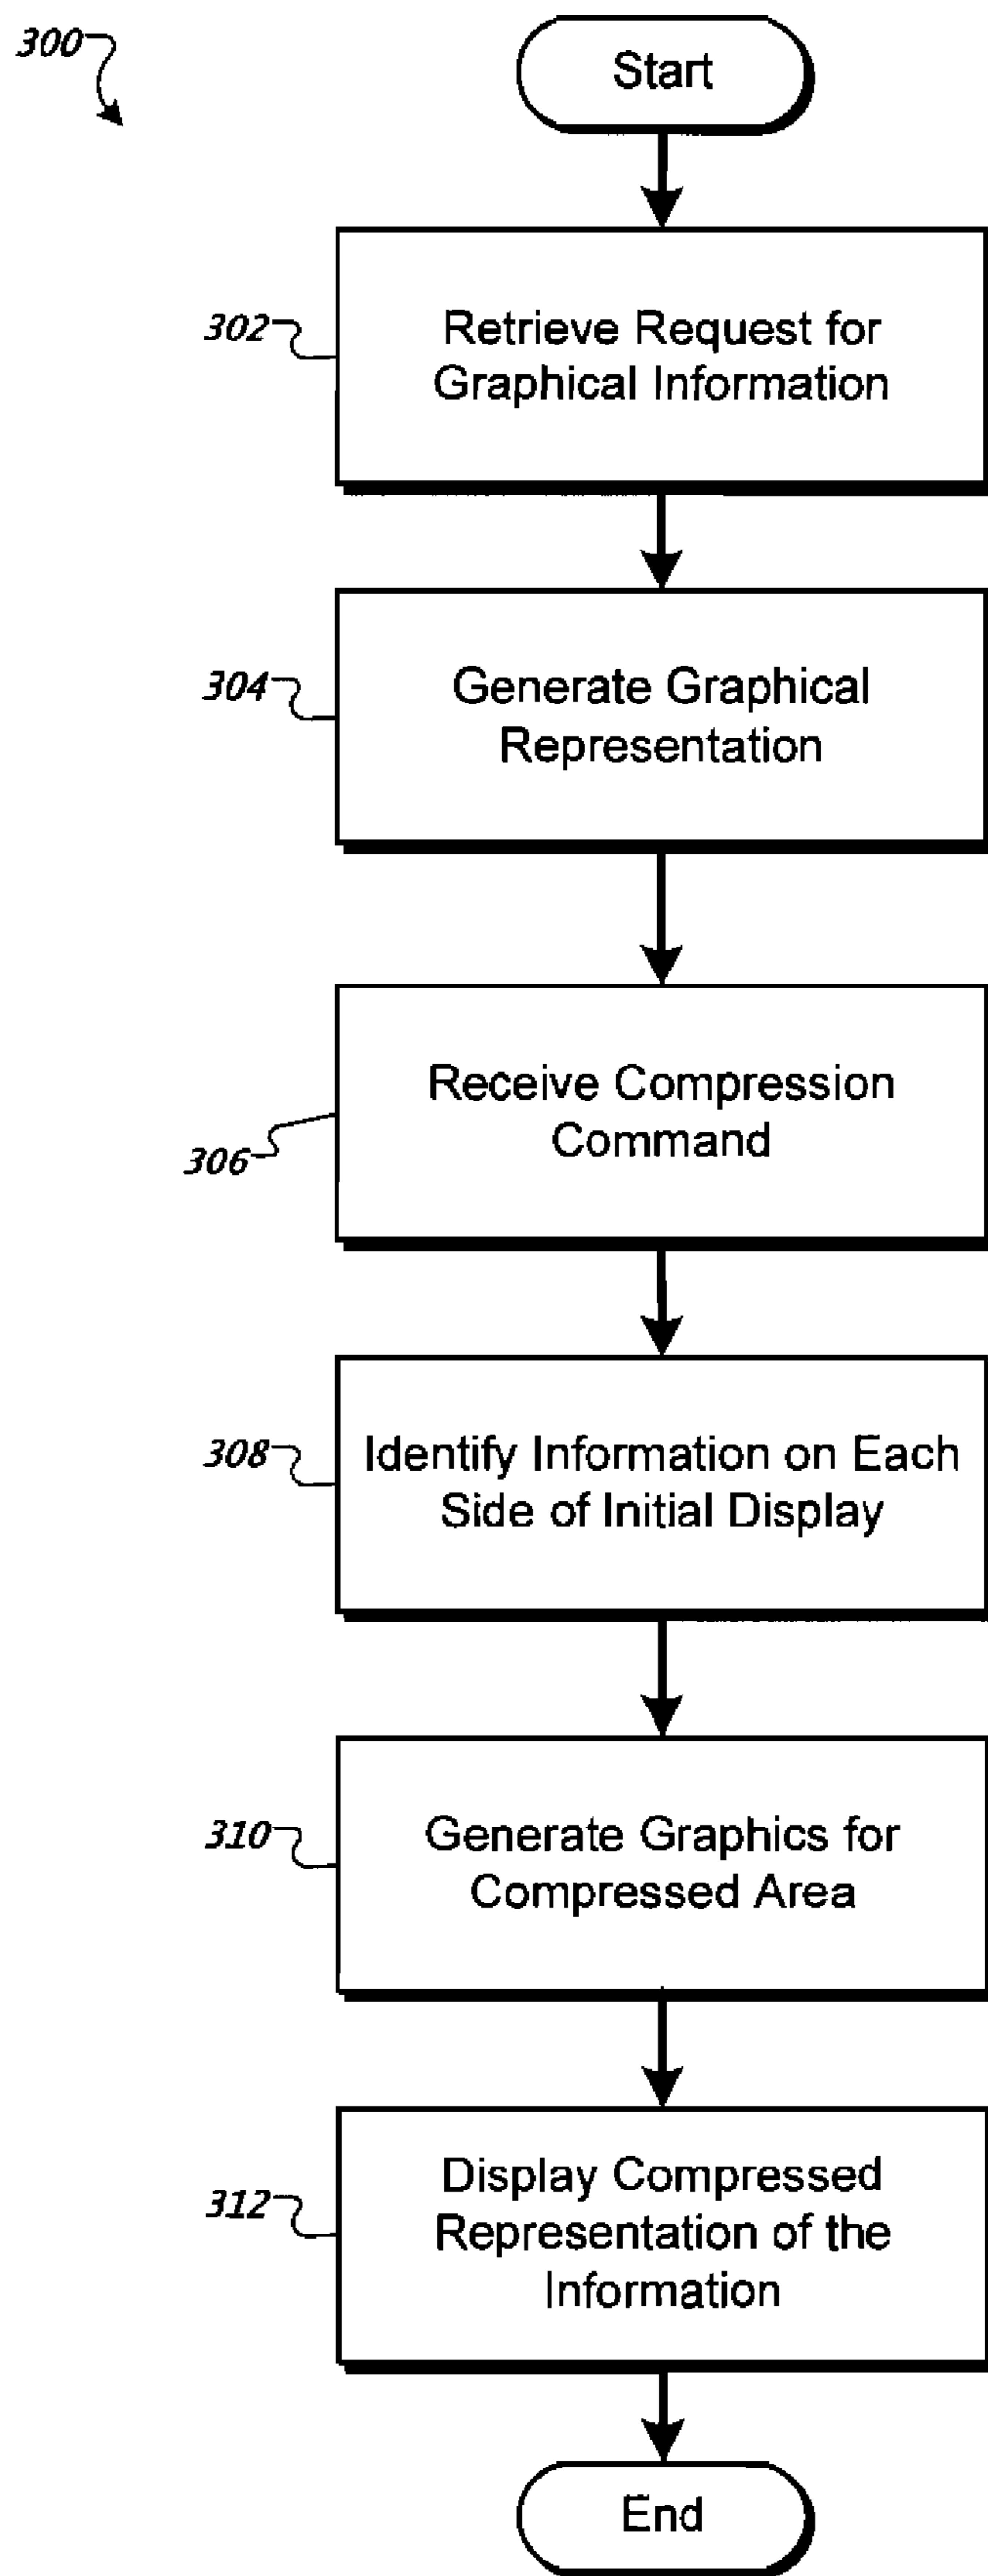 300
Start
302
Retrieve Request for
Graphical Information
304
Generate Graphical
Representation
306
Receive Compression
Command
308
Identify Information on Each
Side of Initial Display
310
Generate Graphics for
Compressed Area
312
Display Compressed
Representation of the
Information
End